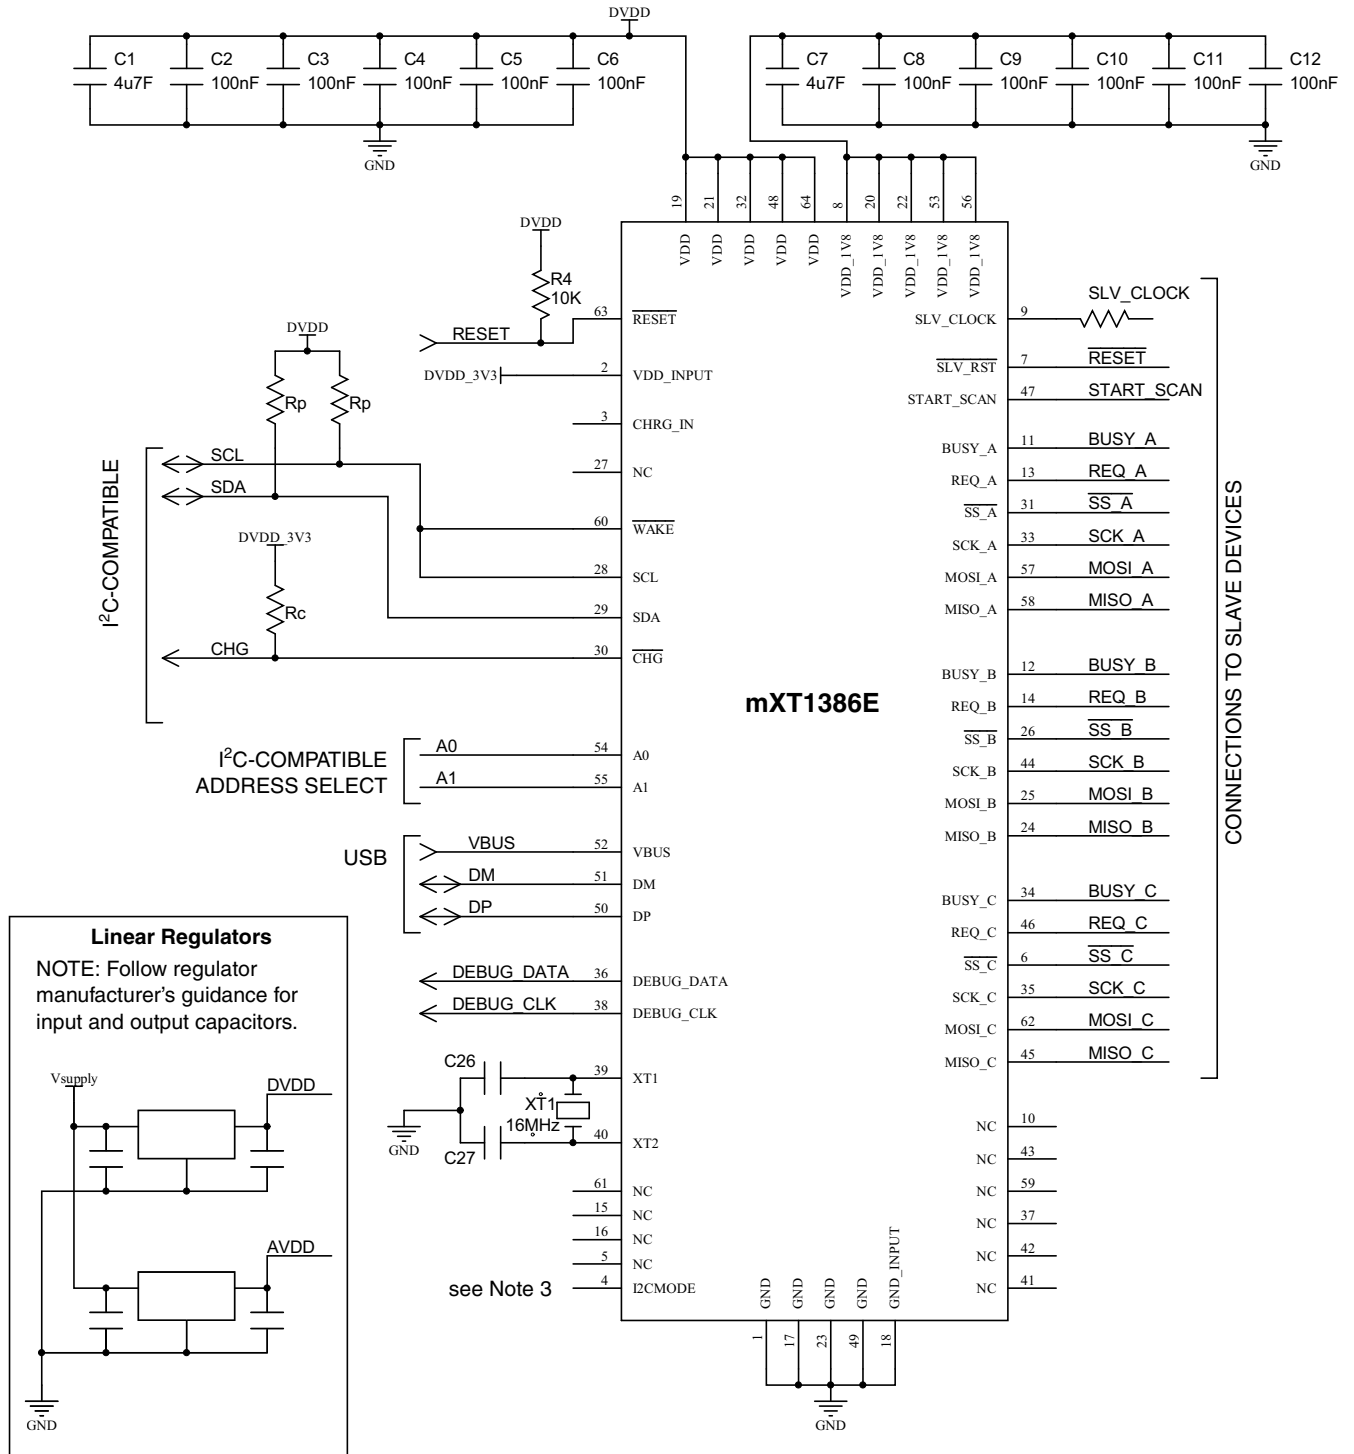 DVDD
C1
4u7F
C2
100nF
C3
100nF
C4
100nF
C5
100nF
C6
100nF
C7
4u7F
C8
100nF
C9
100nF
C10
100nF
C11
100nF
C12
100nF
GND
GND
19
21
32
48
64
8
20
22
53
56
VDD
VDD
VDD
VDD
VDD
VDD_1V8
VDD_1V8
VDD_1V8
VDD_1V8
VDD_1V8
DVDD
R4
10K
RESET
63
RESET
DVDD_3V3
2
VDD_INPUT
3
CHRG_IN
27
NC
DVDD
Rp
Rp
I²C-COMPATIBLE
SCL
SDA
60
WAKE
28
SCL
29
SDA
DVDD_3V3
Rc
CHG
30
CHG
mXT1386E
I²C-COMPATIBLE
ADDRESS SELECT
A0
54
A0
A1
55
A1
USB
VBUS
52
VBUS
DM
51
DM
DP
50
DP
DEBUG_DATA
36
DEBUG_DATA
DEBUG_CLK
38
DEBUG_CLK
C26
39
XT1
XT1
16MHz
GND
C27
40
XT2
61
NC
15
NC
16
NC
5
NC
see Note 3
4
I2CMODE
SLV_CLOCK
9
SLV_CLOCK
SLV_RST
7
RESET
START_SCAN
47
START_SCAN
BUSY_A
11
BUSY_A
REQ_A
13
REQ_A
SS_A
31
SS_A
SCK_A
33
SCK_A
MOSI_A
57
MOSI_A
MISO_A
58
MISO_A
BUSY_B
12
BUSY_B
REQ_B
14
REQ_B
SS_B
26
SS_B
SCK_B
44
SCK_B
MOSI_B
25
MOSI_B
MISO_B
24
MISO_B
BUSY_C
34
BUSY_C
REQ_C
46
REQ_C
SS_C
6
SS_C
SCK_C
35
SCK_C
MOSI_C
62
MOSI_C
MISO_C
45
MISO_C
CONNECTIONS TO SLAVE DEVICES
NC
10
NC
43
NC
59
NC
37
NC
42
NC
41
GND
GND
GND
GND
GND_INPUT
1
17
23
49
18
GND
Linear Regulators
NOTE: Follow regulator
manufacturer's guidance for
input and output capacitors.
Vsupply
DVDD
AVDD
GND